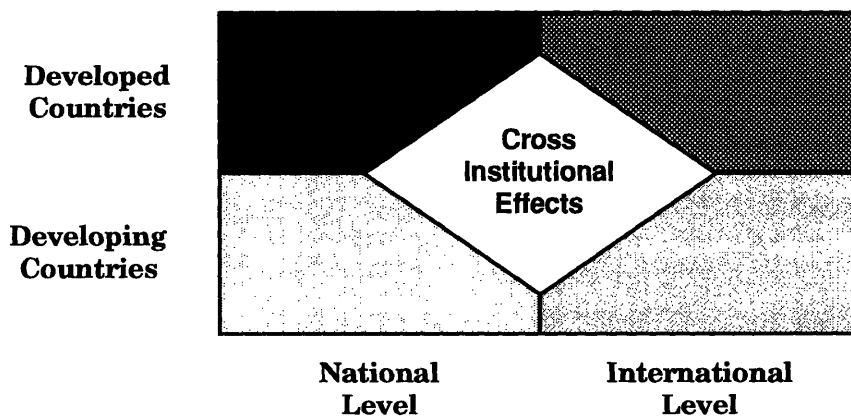 Developed
Countries
Cross
Institutional
Effects
Developing
Countries
National
Level
International
Level